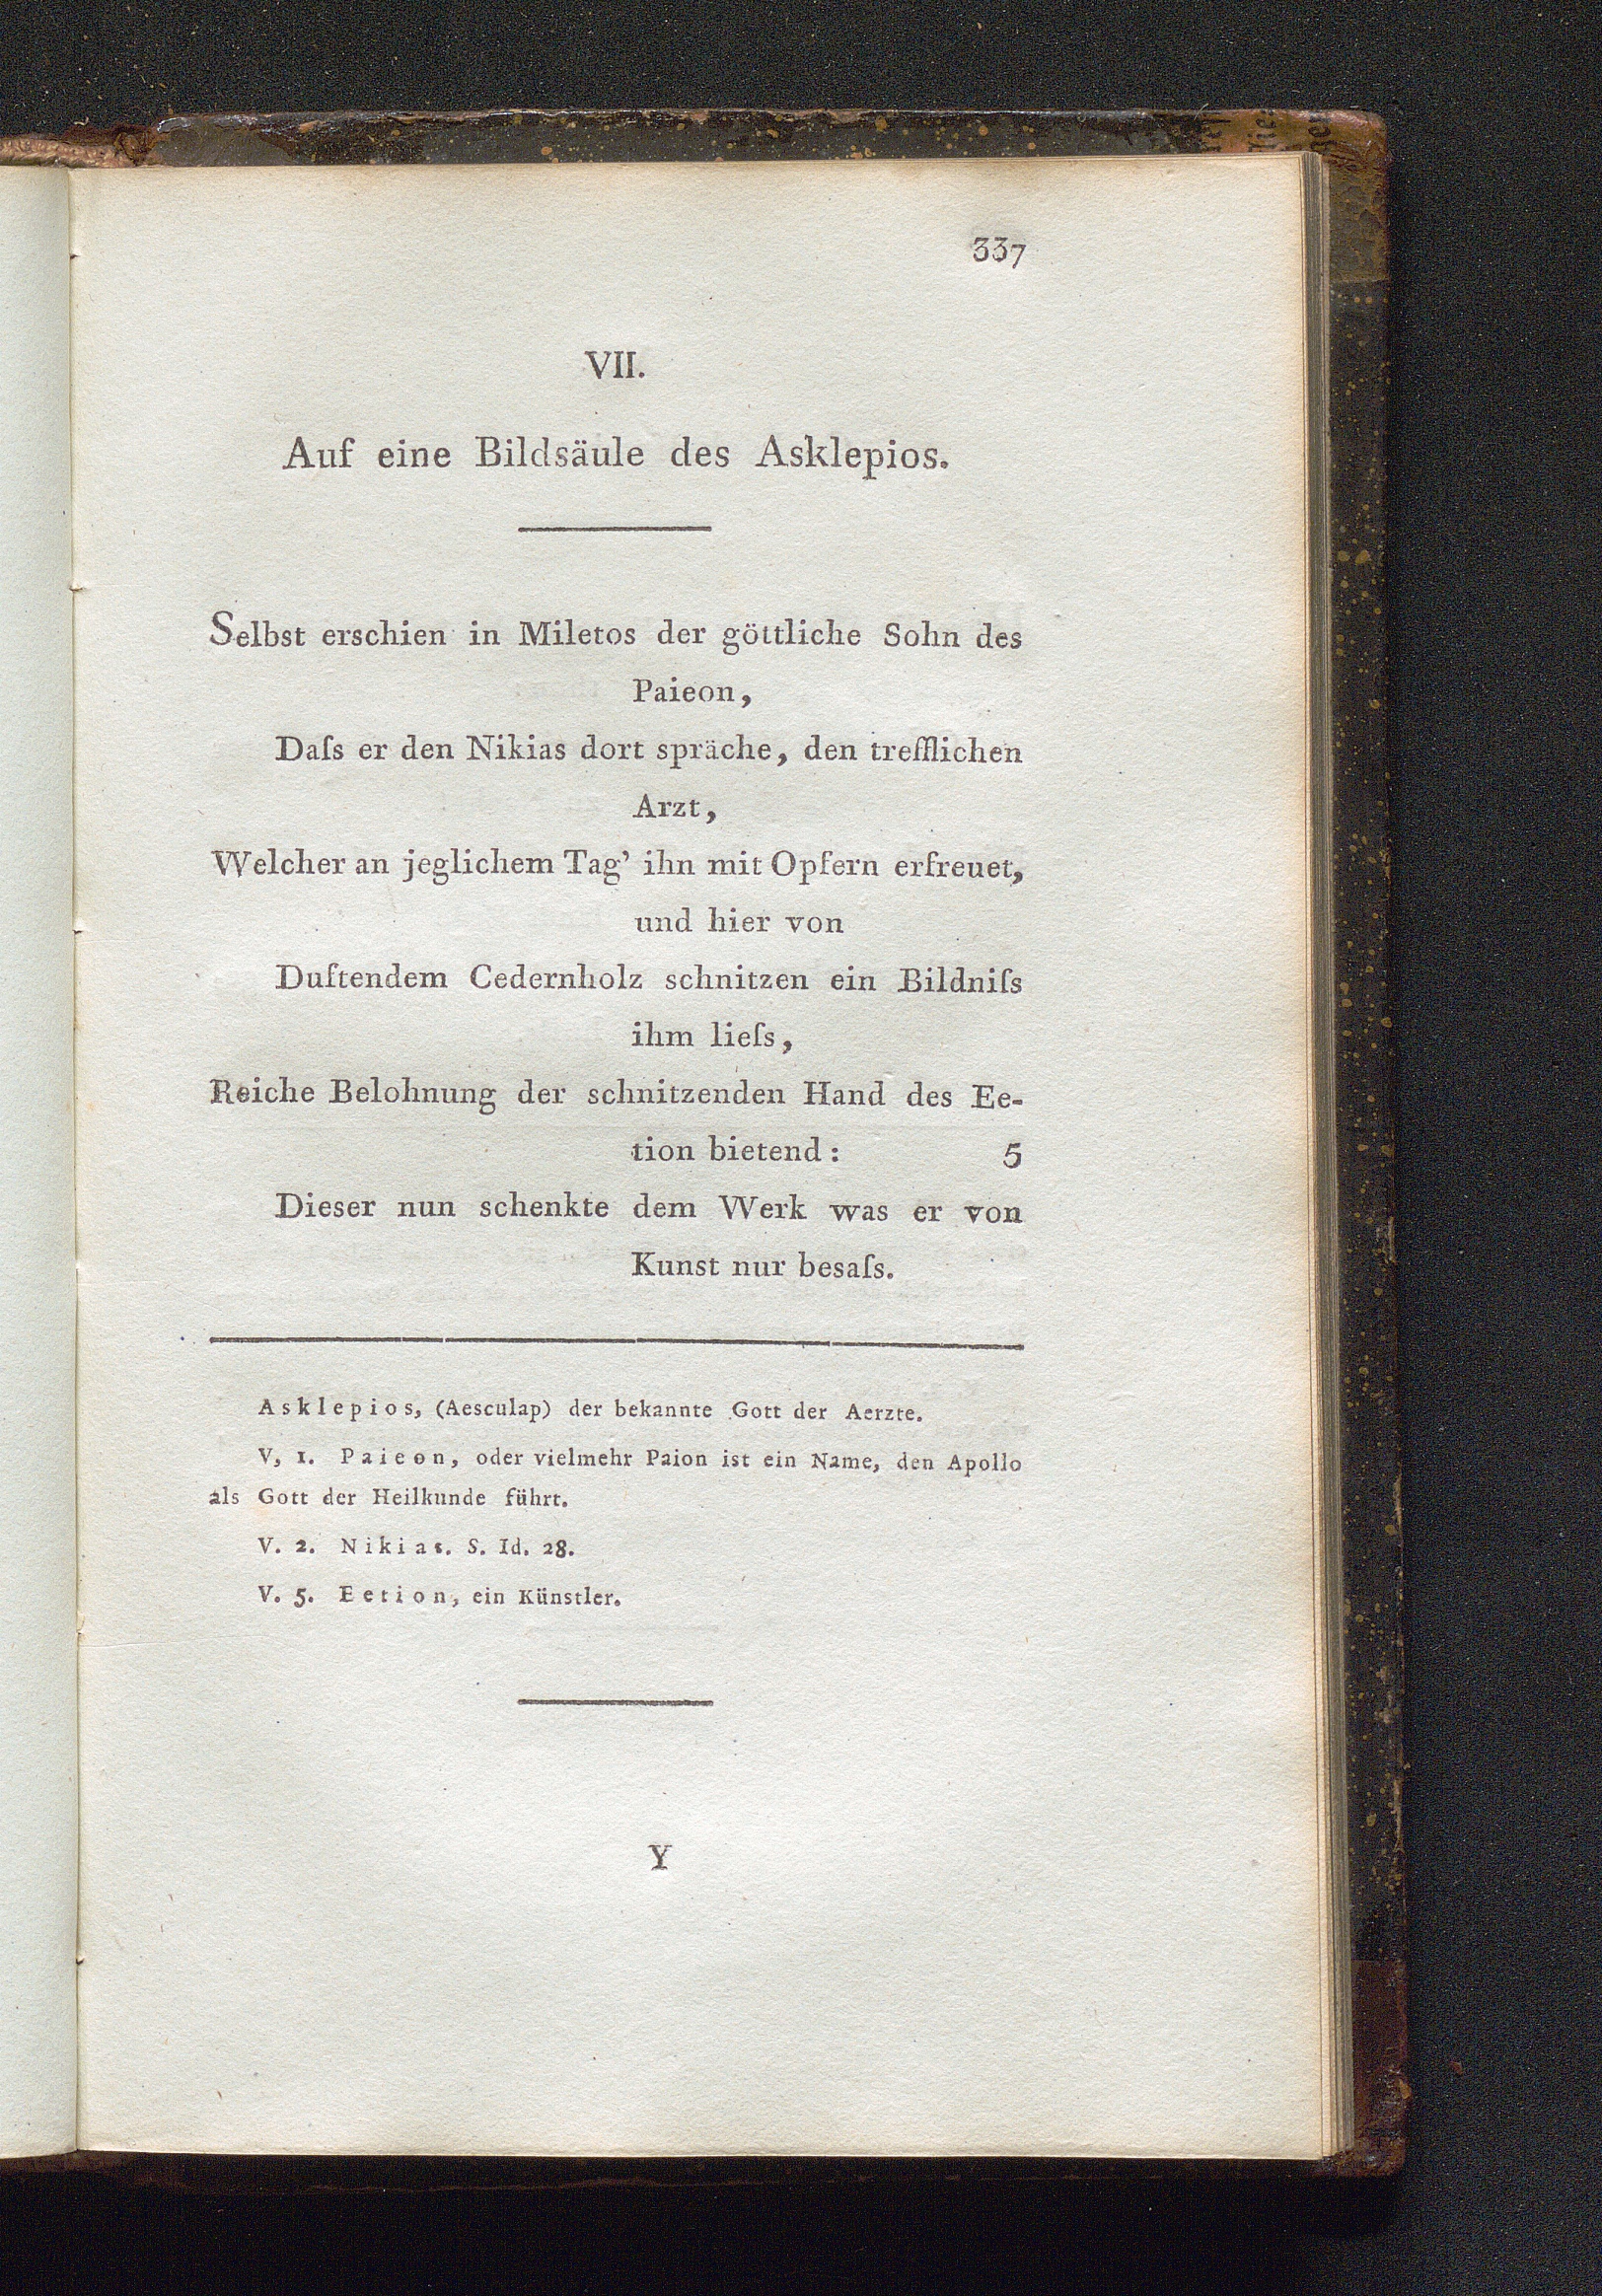 337
VII.
Auf eine Bildsäule des Asklepios.
Selbst erschien in Miletos der göttliche Sohn des
Paieon,
Daſs er den Nikias dort spräche, den trefflichen
Arzt,
Welcher an jeglichem Tag' ihn mit Opfern erfreuet,
und hier von
Duftendem Cedernholz schnitzen ein Bildniſs
ihm lieſs,
Reiche Belohnung der schnitzenden Hand des Ee-
tion bietend: 5
Dieser nun schenkte dem Werk was er von
Kunst nur besaſs.
Asklepios, (Aesculap) der bekannte Gott der Aerzte.
V, 1. Paieon, oder vielmehr Paion ist ein Name, den Apollo
als Gott der Heilkunde führt.
V. 2. Nikias. S. Id. 28.
V. 5. Eetion, ein Künstler.
Y